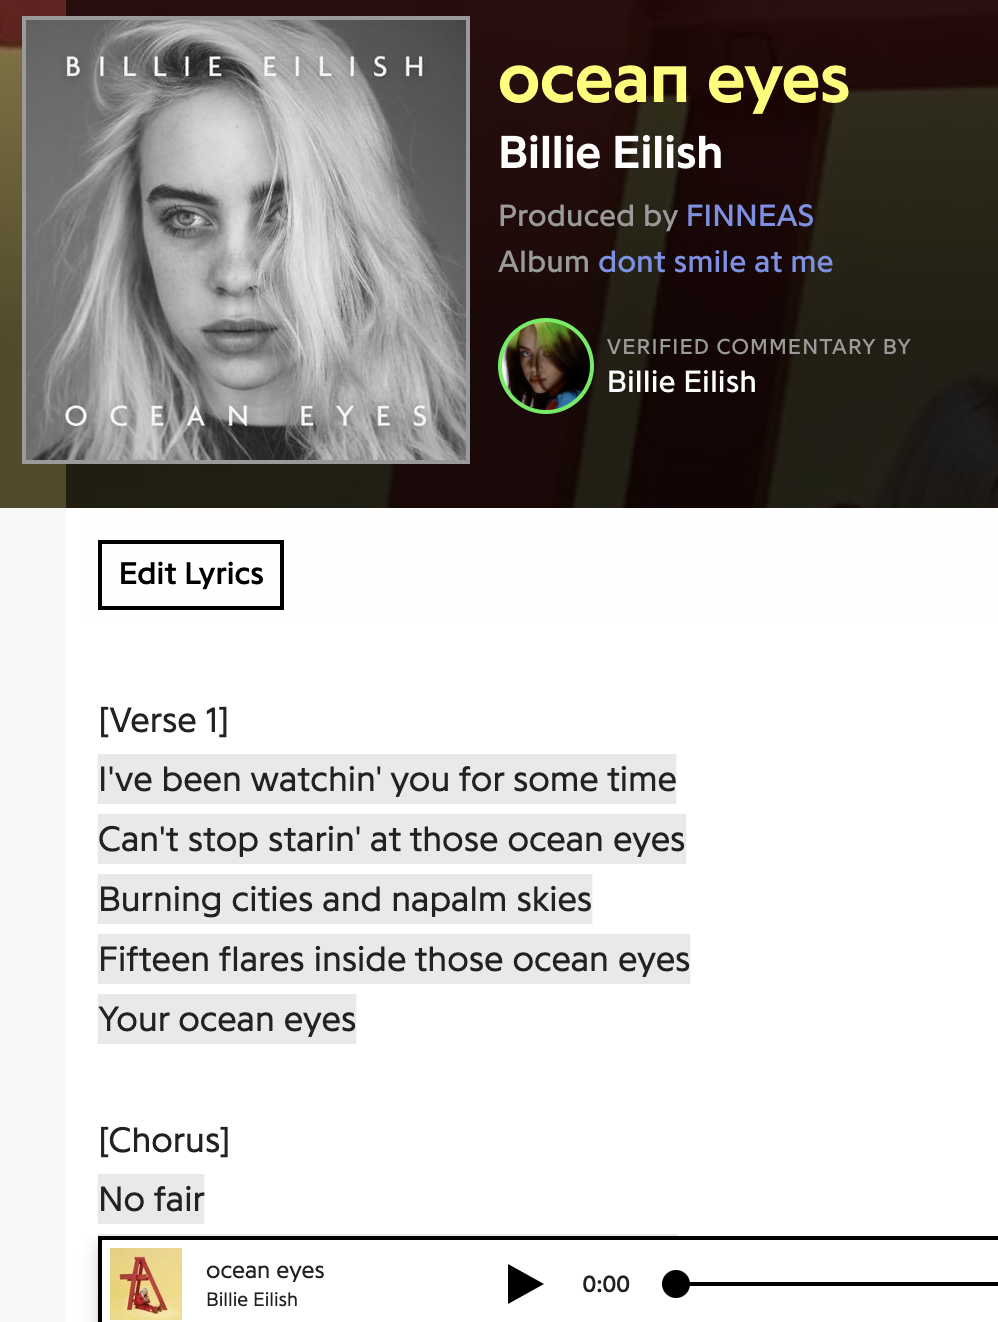 BILLIE EILISH
OCEAN EYES
ocean eyes
Billie Eilish
Produced by FINNEAS
Album dont smile at me
VERIFIED COMMENTARY BY
Billie Eilish
Edit Lyrics
[Verse 1]
I've been watchin' you for some time
Can't stop starin' at those ocean eyes
Burning cities and napalm skies
Fifteen flares inside those ocean eyes
Your ocean eyes
[Chorus]
No fair
ocean eyes
Billie Eilish
0:00